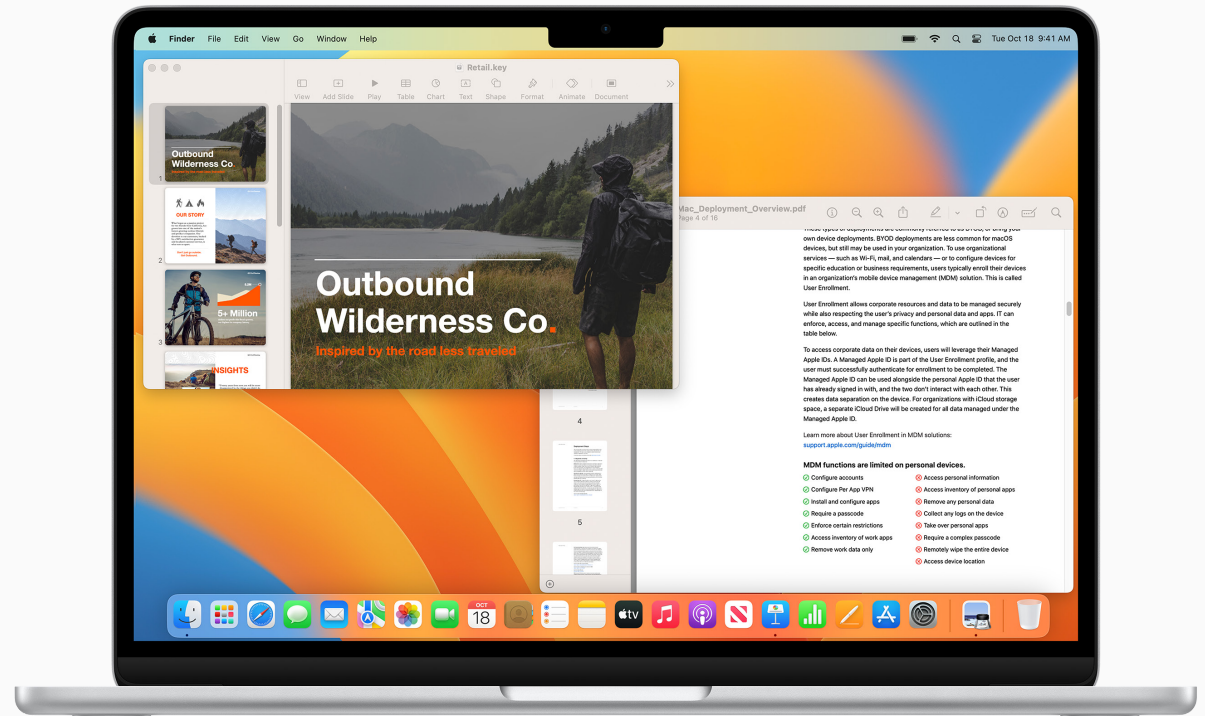 Finder File Edit View Go Window Help
Tue Oct 18 9:41 AM
Retail.key
View Add Slide Play Table Chart Text Shape Format Animate Document
1
Outbound
Wilderness Co.
2
OUR STORY
3
5+ Million
INSIGHTS
Outbound
Wilderness Co.
Inspired by the road less traveled
Mac_Deployment_Overview.pdf
Page 4 of 16
4
5
These types of deployments are commonly referred to as BYOD, or bring your
own device deployments. BYOD deployments are less common for macOS
devices, but still may be used in your organization. To use organizational
services — such as Wi-Fi, mail, and calendars — or to configure devices for
specific education or business requirements, users typically enroll their devices
in an organization's mobile device management (MDM) solution. This is called
User Enrollment.
User Enrollment allows corporate resources and data to be managed securely
while also respecting the user's privacy and personal data and apps. IT can
enforce, access, and manage specific functions, which are outlined in the
table below.
To access corporate data on their devices, users will leverage their Managed
Apple IDs. A Managed Apple ID is part of the User Enrollment profile, and the
user must successfully authenticate for enrollment to be completed. The
Managed Apple ID can be used alongside the personal Apple ID that the user
has already signed in with, and the two don't interact with each other. This
creates data separation on the device. For organizations with iCloud storage
space, a separate iCloud Drive will be created for all data managed under the
Managed Apple ID.
Learn more about User Enrollment in MDM solutions:
support.apple.com/guide/mdm
MDM functions are limited on personal devices.
Configure accounts
Configure Per App VPN
Install and configure apps
Require a passcode
Enforce certain restrictions
Access inventory of work apps
Remove work data only
Access personal information
Access inventory of personal apps
Remove any personal data
Collect any logs on the device
Take over personal apps
Require a complex passcode
Remotely wipe the entire device
Access device location
OCT
18
tv